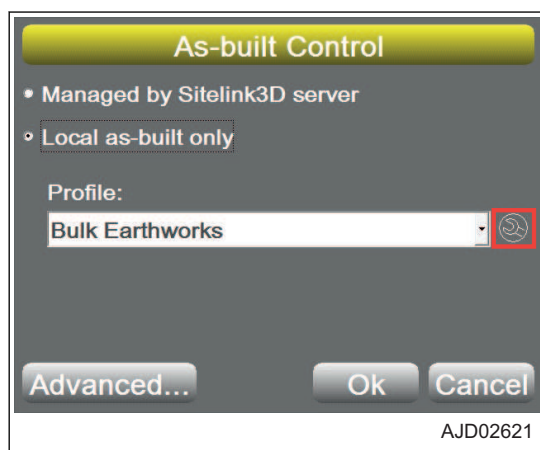 As-built Control
Managed by Sitelink3D server
Local as-built only
Profile:
Bulk Earthworks
Advanced...
Ok
Cancel
AJD02621